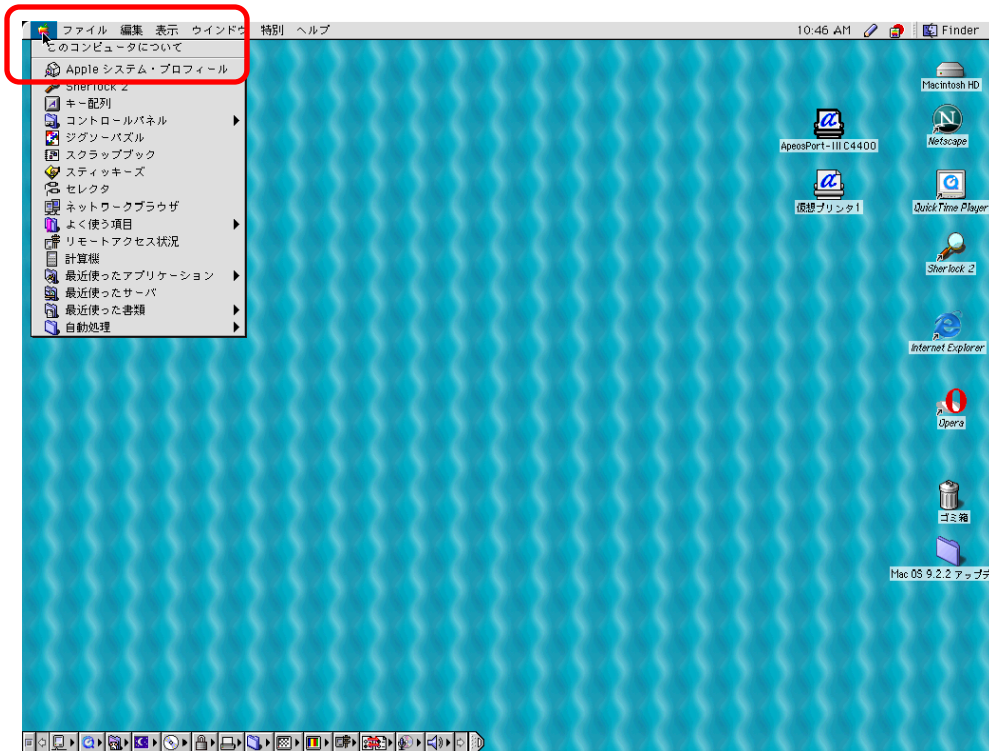 ファイル 編集 表示 ウインドウ 特別 ヘルプ 10:46 AM Finder
このコンピュータについて
Apple システム・プロフィール
Sherlock 2
キー配列
コントロールパネル
ジグソーパズル
スクラップブック
スティッキーズ
セレクタ
ネットワークブラウザ
よく使う項目
リモートアクセス状況
計算機
最近使ったアプリケーション
最近使ったサーバ
最近使った書類
自動処理
Macintosh HD
ApeosPort-III C4400
Netscape
仮想プリンタ1
QuickTime Player
Sherlock 2
Internet Explorer
Opera
ゴミ箱
Mac OS 9.2.2 アップデ